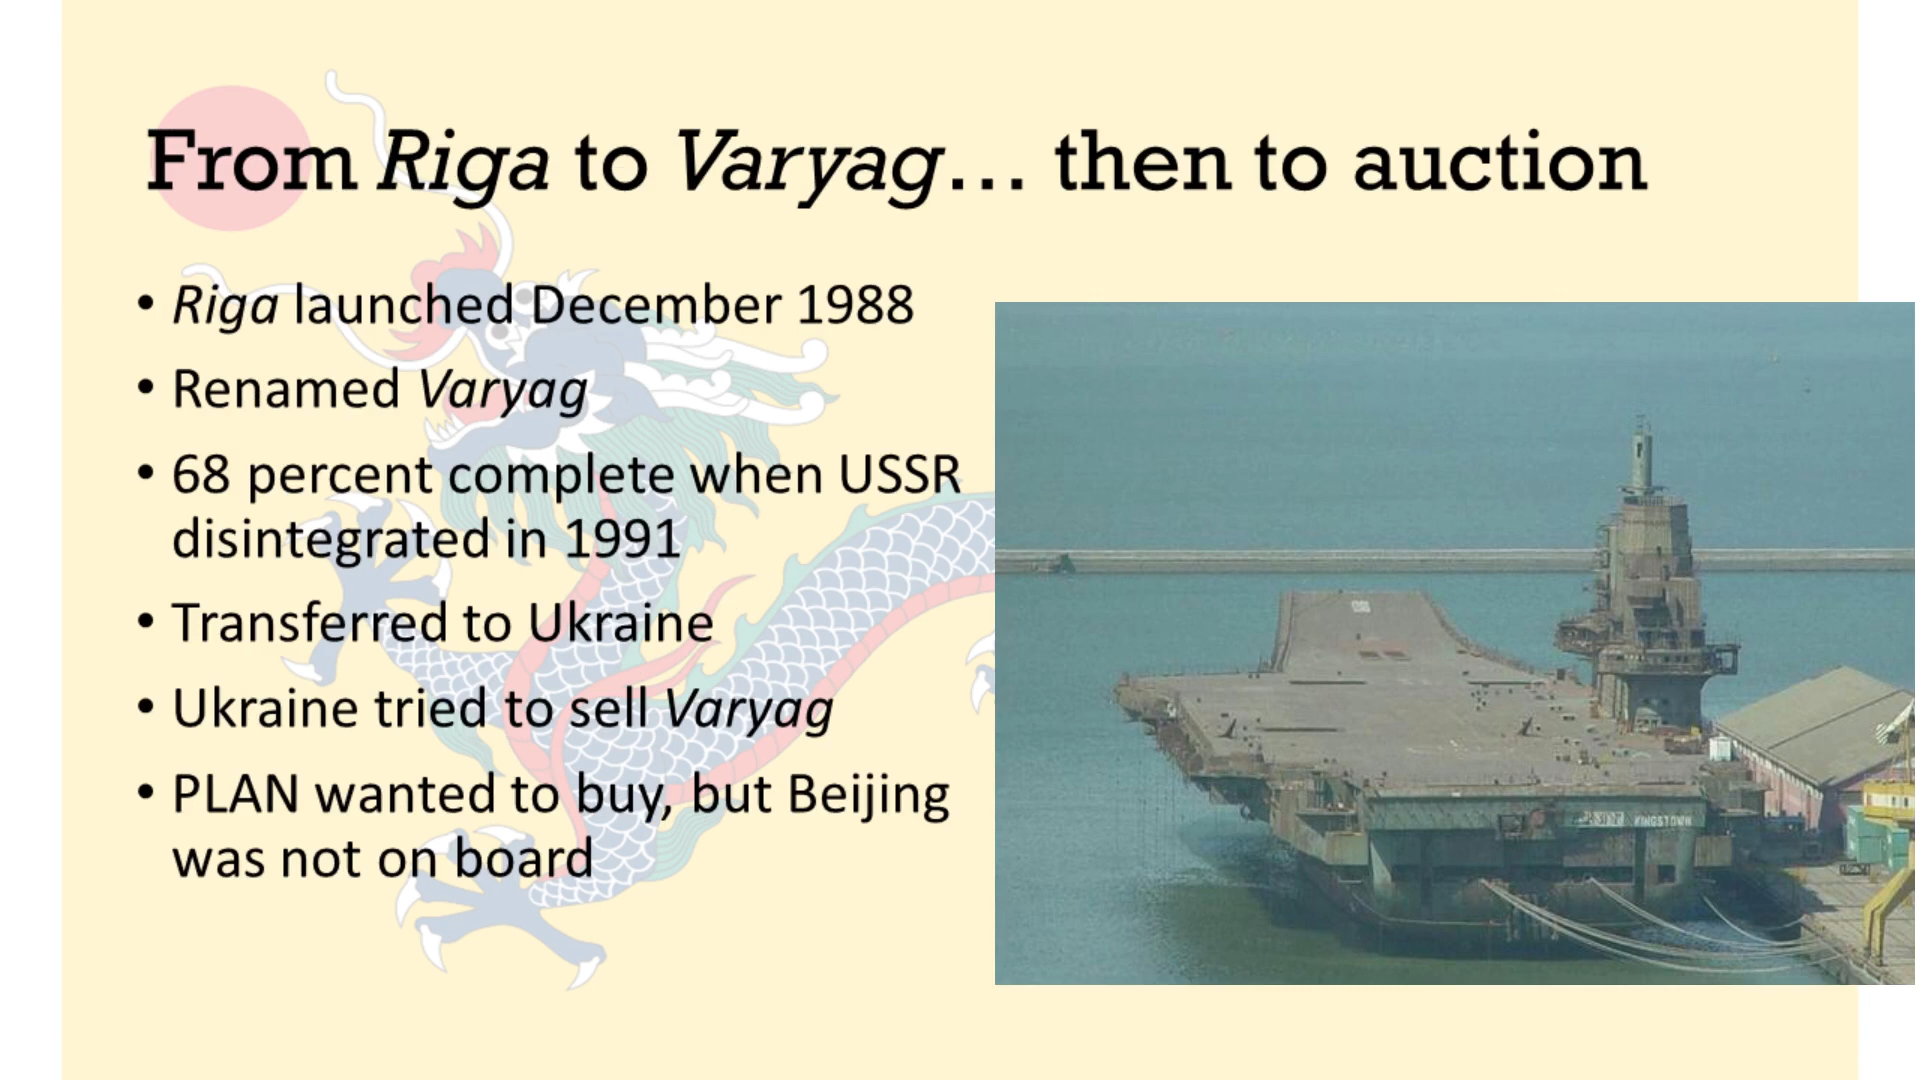 From Riga to Varyag… then to auction
• Riga launched December 1988
• Renamed Varyag
• 68 percent complete when USSR
disintegrated in 1991
• Transferred to Ukraine
• Ukraine tried to sell Varyag
• PLAN wanted to buy, but Beijing
was not on board
KINGSTOWN